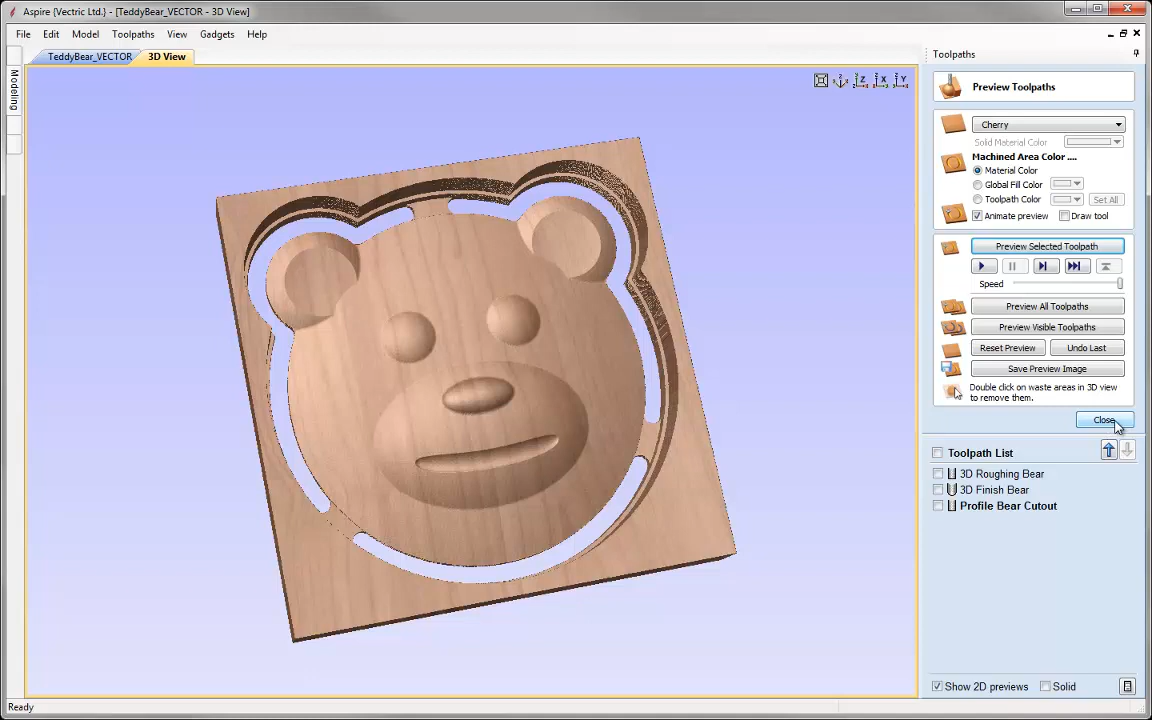 Aspire {Vectric Ltd.} - [TeddyBear_VECTOR - 3D View]
File Edit Model Toolpaths View Gadgets Help
TeddyBear_VECTOR 3D View
Modeling
Z X Y
Toolpaths
Preview Toolpaths
Cherry
Solid Material Color
Machined Area Color ....
Material Color
Global Fill Color
Toolpath Color Set All
Animate preview Draw tool
Preview Selected Toolpath
Speed
Preview All Toolpaths
Preview Visible Toolpaths
Reset Preview Undo Last
Save Preview Image
Double click on waste areas in 3D view
to remove them.
Close
Toolpath List
3D Roughing Bear
3D Finish Bear
Profile Bear Cutout
Show 2D previews Solid
Ready